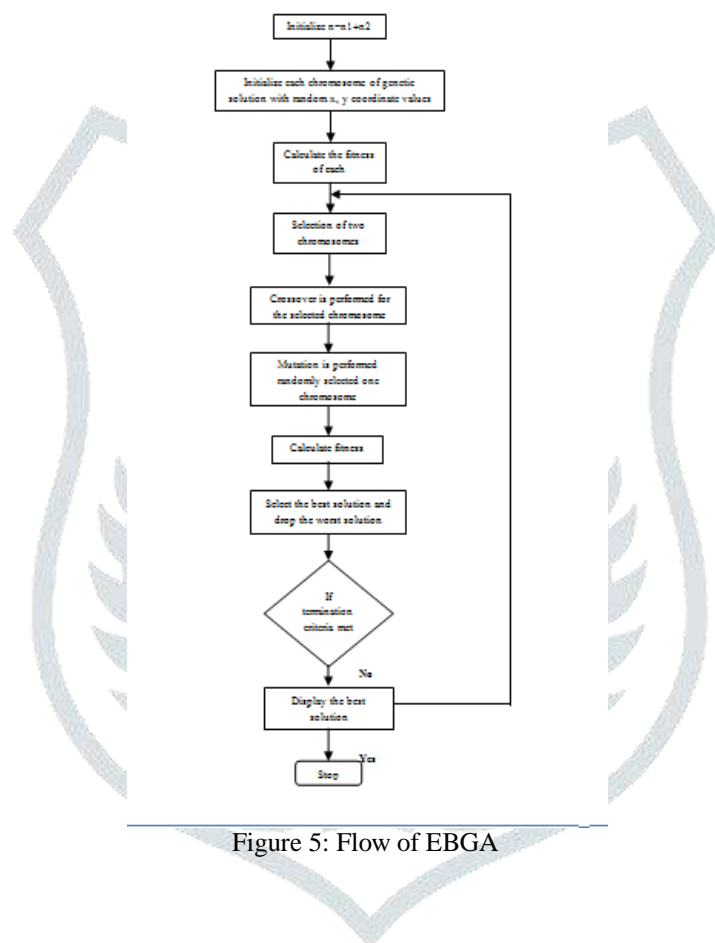 Initialize n=n1+n2
Initialize each chromosome of genetic
solution with random x, y coordinate values
Calculate the fitness
of each
Selection of two
chromosomes
Crossover is performed for
the selected chromosome
Mutation is performed
randomly selected one
chromosome
Calculate fitness
Select the best solution and
drop the worst solution
If
termination
criteria met
No
Display the best
solution
Yes
Stop
Figure 5: Flow of EBGA